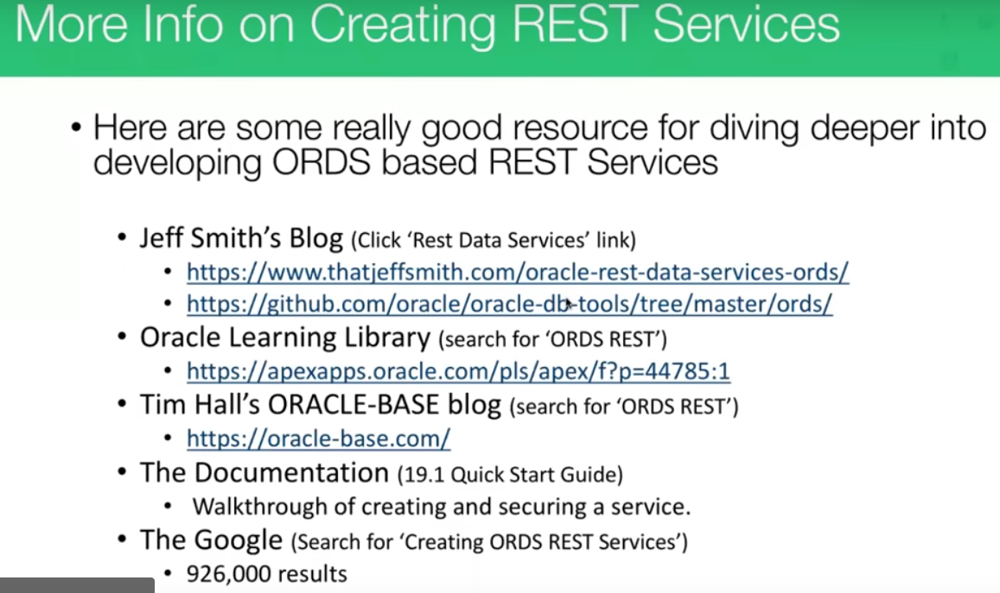 More Info on Creating REST Services
• Here are some really good resource for diving deeper into
developing ORDS based REST Services
• Jeff Smith's Blog (Click 'Rest Data Services' link)
• https://www.thatjeffsmith.com/oracle-rest-data-services-ords/
• https://github.com/oracle/oracle-db-tools/tree/master/ords/
• Oracle Learning Library (search for 'ORDS REST')
• https://apexapps.oracle.com/pls/apex/f?p=44785:1
• Tim Hall's ORACLE-BASE blog (search for 'ORDS REST')
• https://oracle-base.com/
• The Documentation (19.1 Quick Start Guide)
• Walkthrough of creating and securing a service.
• The Google (Search for 'Creating ORDS REST Services')
• 926,000 results